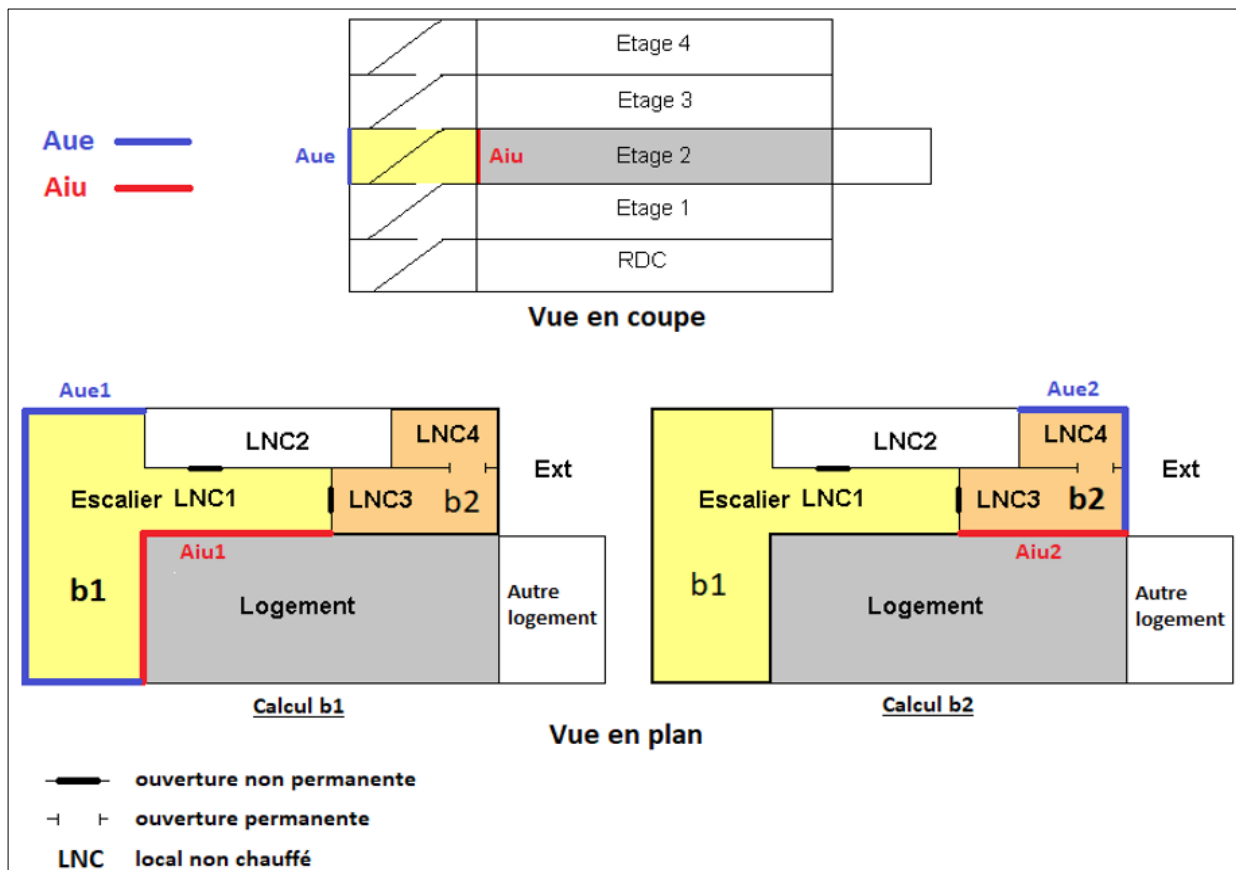 Etage 4
Etage 3
Aue
Aue
Aiu
Etage 2
Aiu
Etage 1
RDC
Vue en coupe
Aue1
LNC2
LNC4
Ext
Escalier LNC1
LNC3
b2
Aiu1
b1
Logement
Autre
logement
Calcul b1
Aue2
LNC2
LNC4
Ext
Escalier LNC1
LNC3
b2
Aiu2
b1
Logement
Autre
logement
Calcul b2
Vue en plan
ouverture non permanente
ouverture permanente
LNC local non chauffé